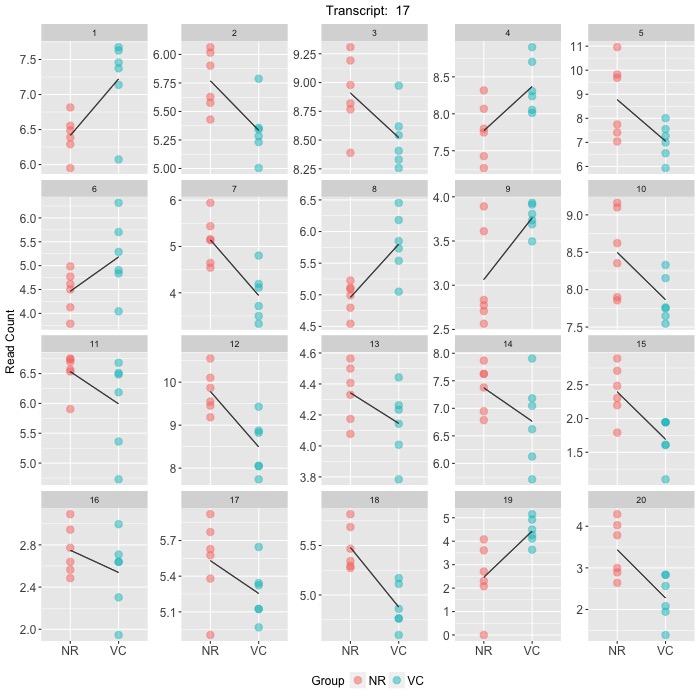 Transcript: 17
1 2 3 4 5
7.5 7.0 6.5 6.0
6.00 5.75 5.50 5.25 5.00
9.25 9.00 8.75 8.50 8.25
8.5 8.0 7.5
11 10 9 8 7 6
6 7 8 9 10
6.0 5.5 5.0 4.5 4.0
6 5 4
6.5 6.0 5.5 5.0 4.5
4.0 3.5 3.0 2.5
9.0 8.5 8.0 7.5
Read Count
11 12 13 14 15
6.5 6.0 5.5 5.0
10 9 8
4.6 4.4 4.2 4.0 3.8
8.0 7.5 7.0 6.5 6.0
2.5 2.0 1.5
16 17 18 19 20
2.8 2.4 2.0
5.7 5.4 5.1
5.5 5.0
5 4 3 2 1 0
4 3 2
NR VC NR VC NR VC NR VC NR VC
Group NR VC